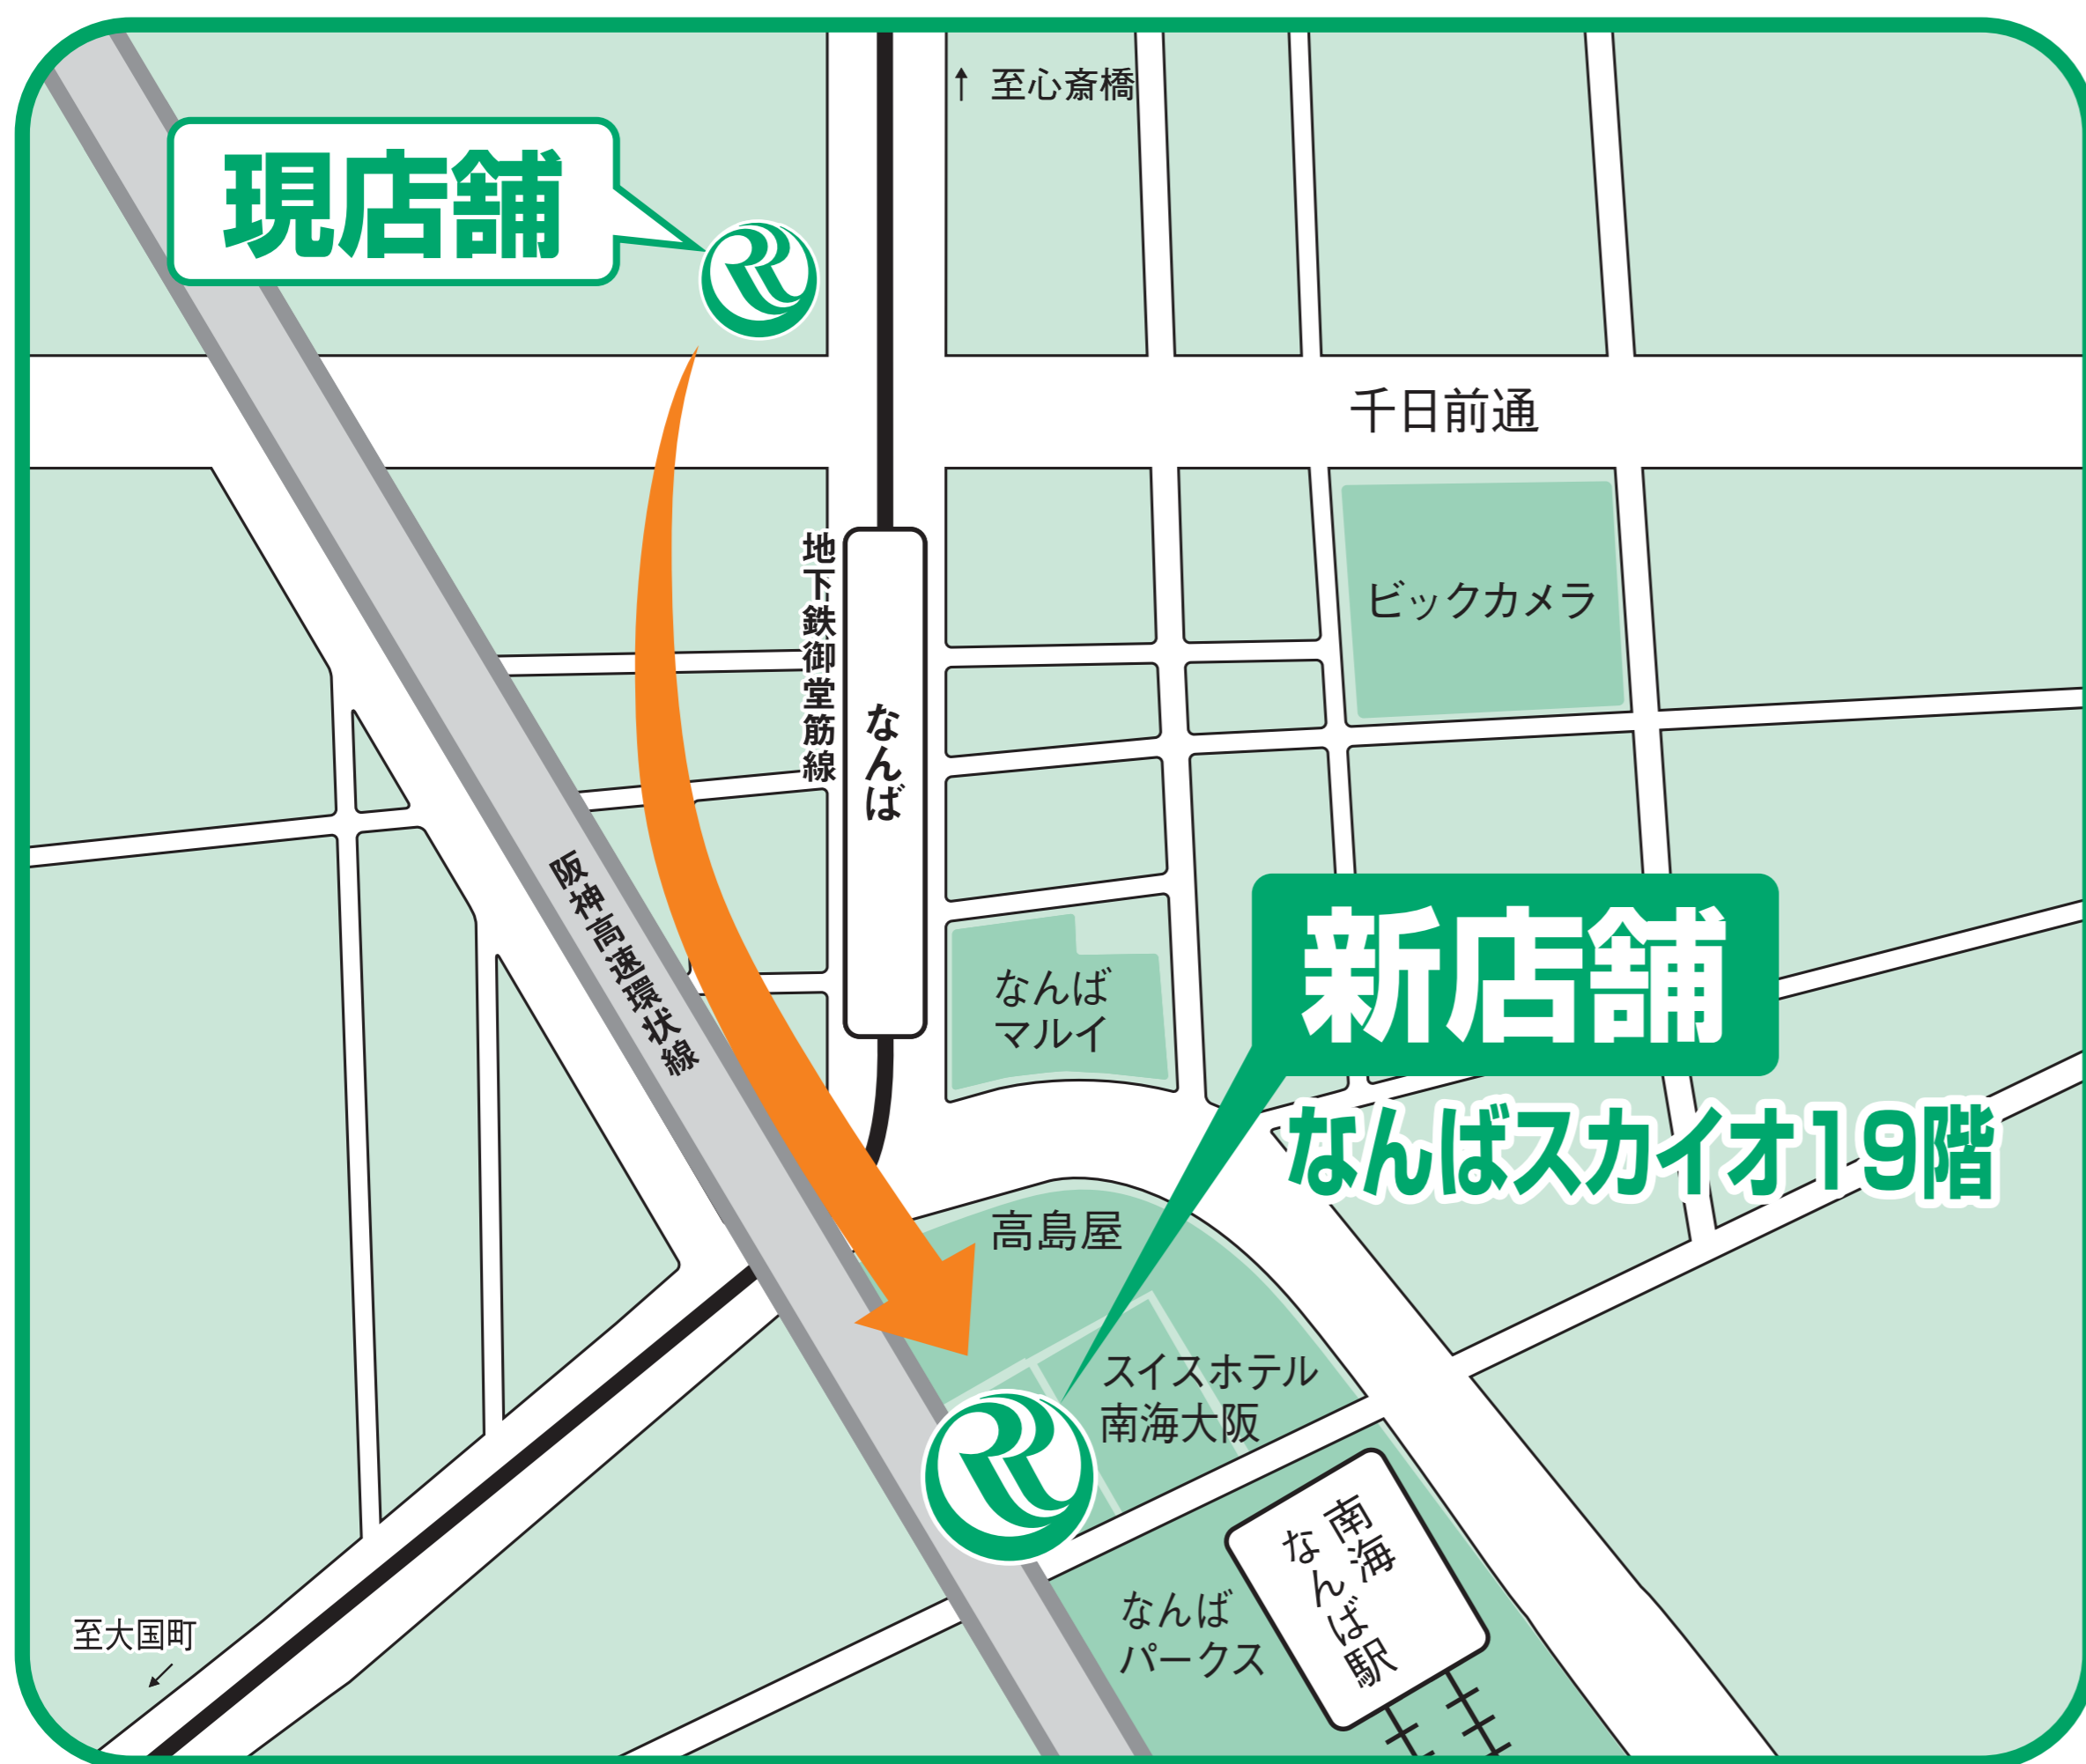 ↑ 至心斎橋
現店舗
千日前通
地下鉄御堂筋線
なんば
ビックカメラ
阪神高速環状線
なんば
マルイ
新店舗
なんばスカイオ19階
高島屋
スイスホテル
南海大阪
南海
なんば駅
なんば
パークス
至大国町